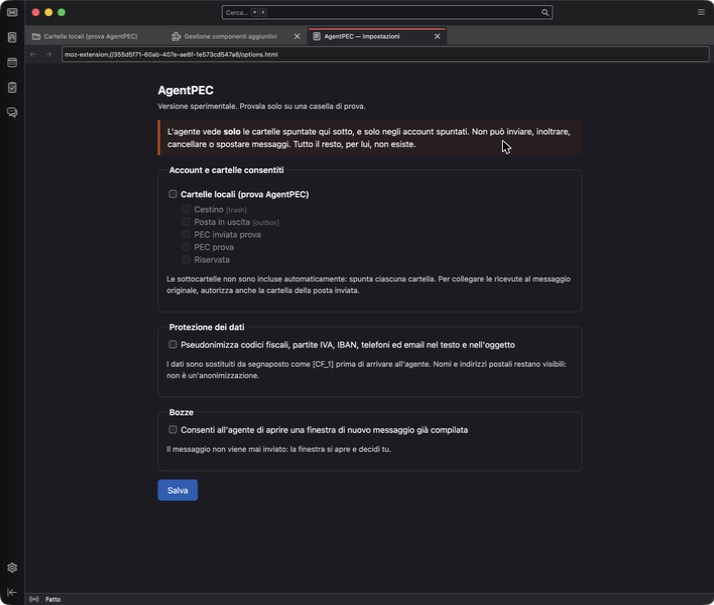 Cerca... ⌘ K
Cartelle locali (prova AgentPEC)
Gestione componenti aggiuntivi
AgentPEC — impostazioni
moz-extension://355d5f71-60ab-407e-ae8f-1e573cd547a8/options.html
AgentPEC
Versione sperimentale. Provala solo su una casella di prova.
L'agente vede solo le cartelle spuntate qui sotto, e solo negli account spuntati. Non può inviare, inoltrare,
cancellare o spostare messaggi. Tutto il resto, per lui, non esiste.
Account e cartelle consentiti
Cartelle locali (prova AgentPEC)
Cestino [trash]
Posta in uscita [outbox]
PEC inviata prova
PEC prova
Riservata
Le sottocartelle non sono incluse automaticamente: spunta ciascuna cartella. Per collegare le ricevute al messaggio
originale, autorizza anche la cartella della posta inviata.
Protezione dei dati
Pseudonimizza codici fiscali, partite IVA, IBAN, telefoni ed email nel testo e nell'oggetto
I dati sono sostituiti da segnaposto come [CF_1] prima di arrivare all'agente. Nomi e indirizzi postali restano visibili:
non è un'anonimizzazione.
Bozze
Consenti all'agente di aprire una finestra di nuovo messaggio già compilata
Il messaggio non viene mai inviato: la finestra si apre e decidi tu.
Salva
Fatto